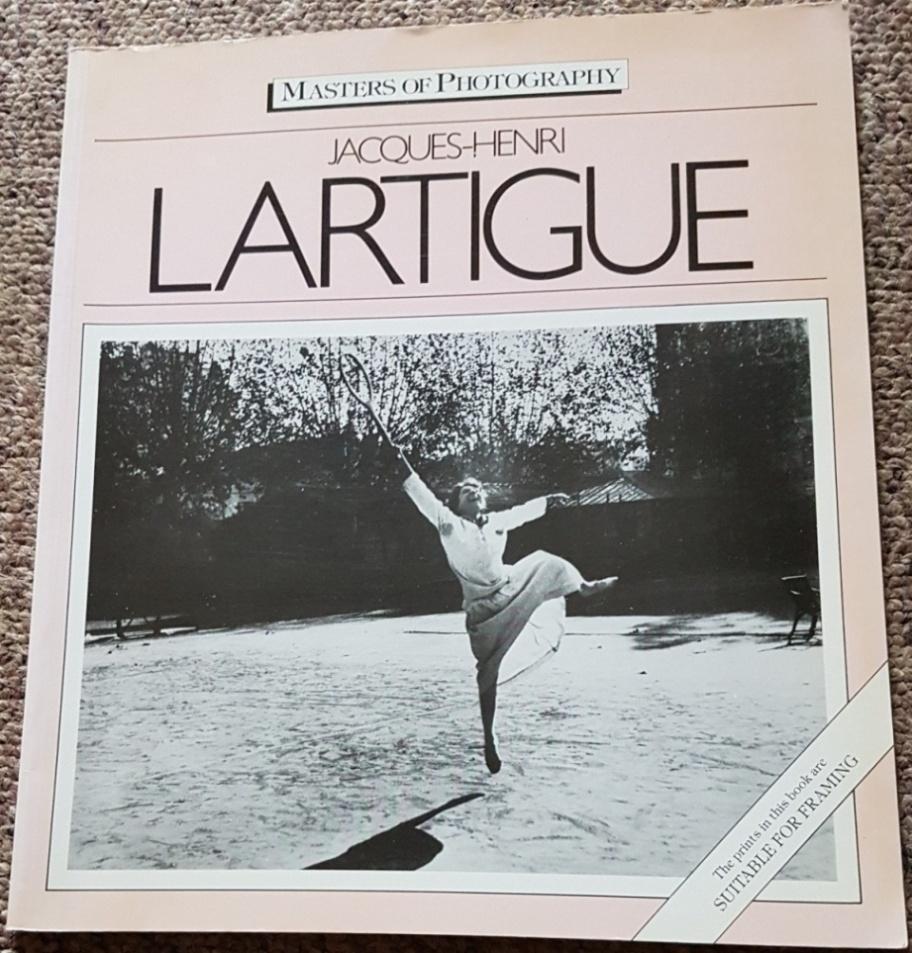 MASTERS OF PHOTOGRAPHY
JACQUES-HENRI
LARTIGUE
The prints in this book are
SUITABLE FOR FRAMING